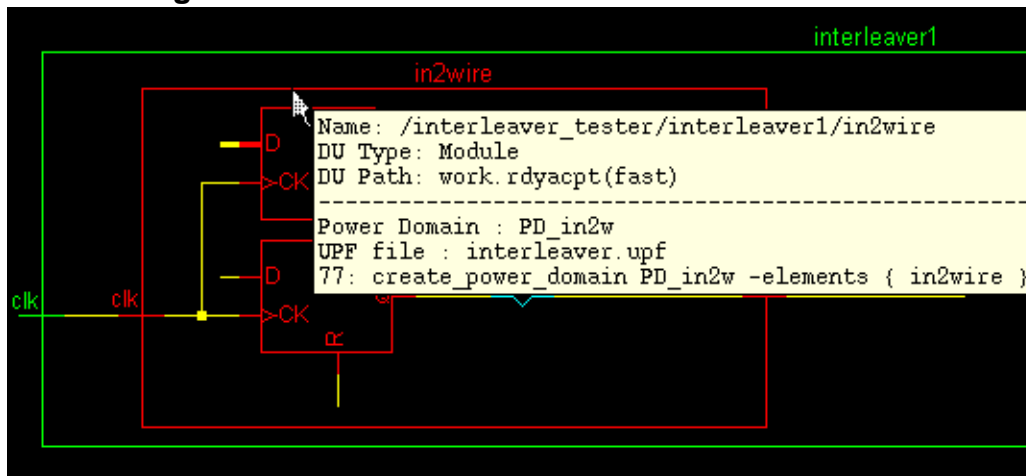 interleaver1
in2wire
D
CK
Name: /interleaver_tester/interleaver1/in2wire
DU Type: Module
DU Path: work.rdyacpt(fast)
Power Domain : PD_in2w
UPF file : interleaver.upf
77: create_power_domain PD_in2w -elements { in2wire }
D
Q
clk
clk
CK
R